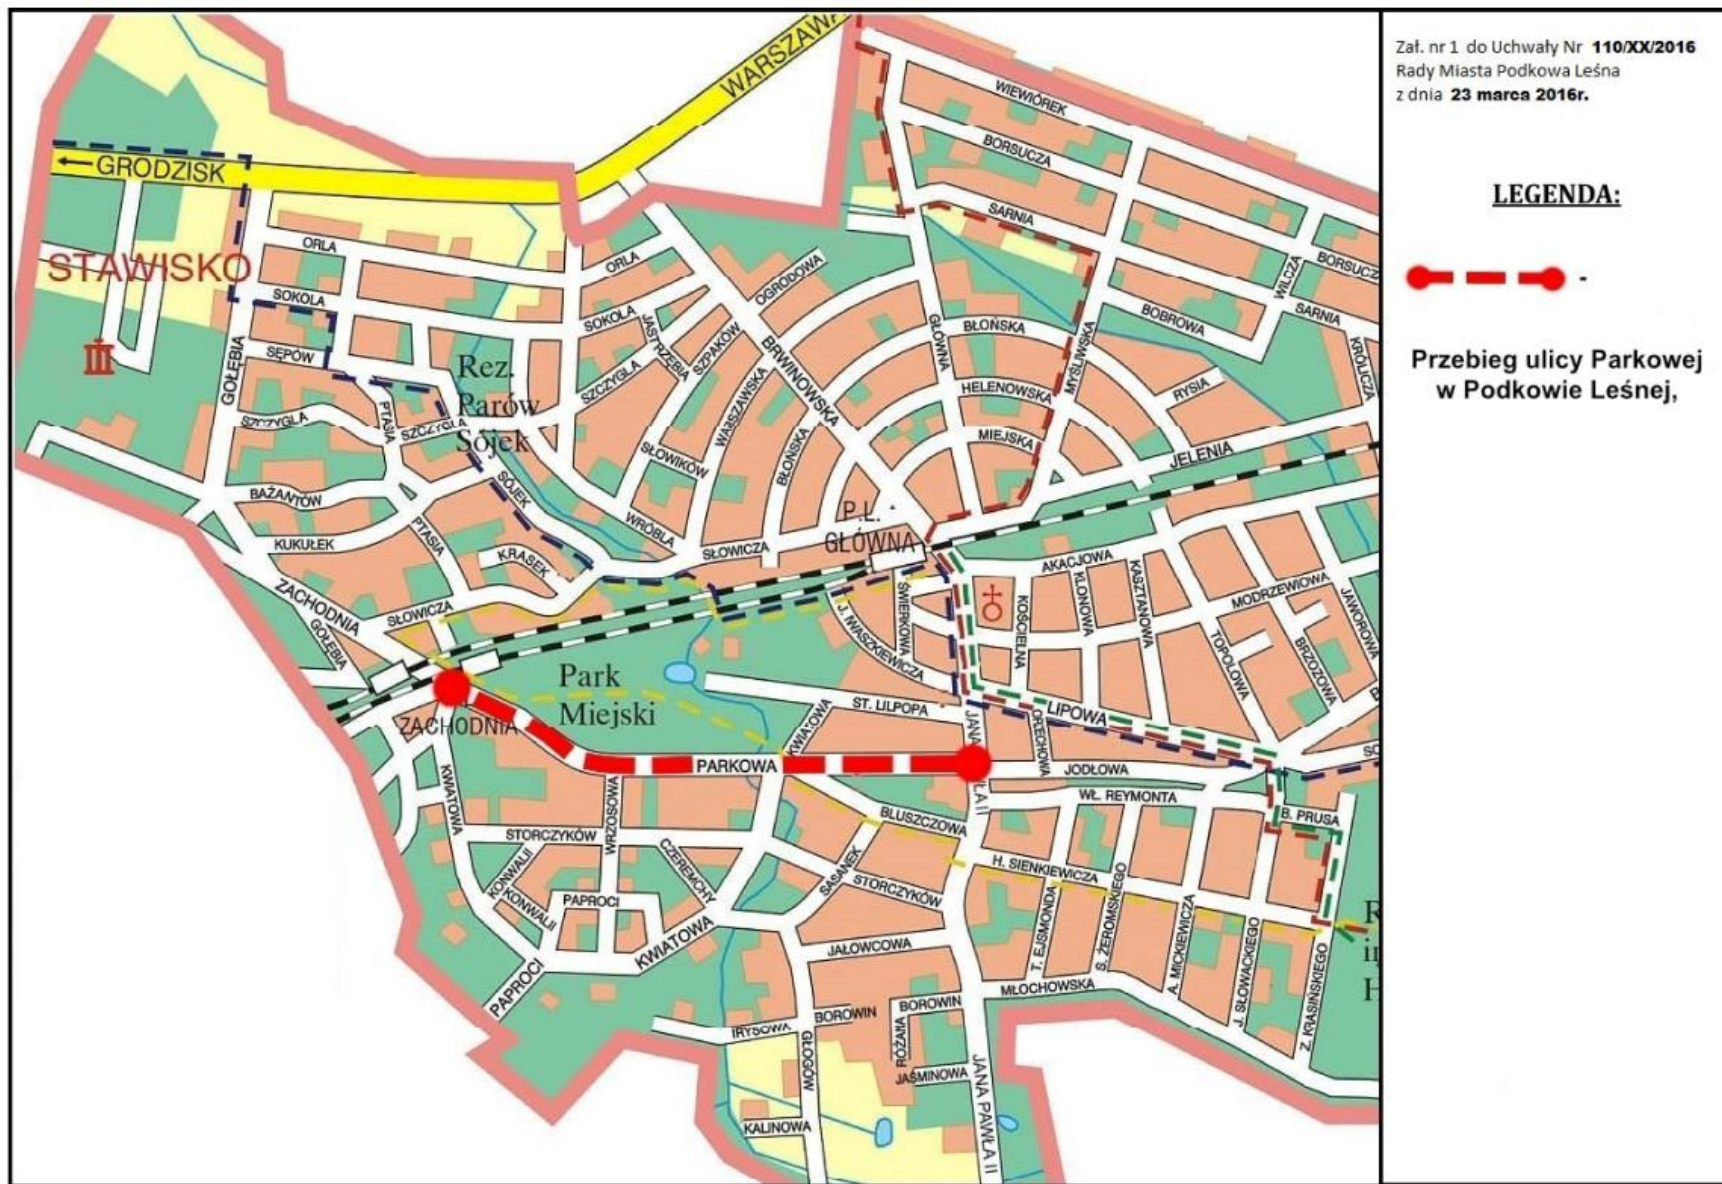 Zał. nr 1 do Uchwały Nr 110/XX/2016
Rady Miasta Podkowa Leśna
z dnia 23 marca 2016r.
LEGENDA:
-
Przebieg ulicy Parkowej
w Podkowie Leśnej,
WARSZAWA
GRODZISK
STAWISKO
WIEWIÓREK
BORSUCZA
SARNIA
ORLA
ORLA
OGRODOWA
WILCZA
BORSUCZA
SOKOLA
SOKOLA
JASTRZĘBIA
SZPAKÓW
GŁÓWNA
BŁOŃSKA
BOBROWA
SARNIA
KRÓLICZA
GOŁĘBIA
SĘPÓW
Rez.
Parów
Sójek
SZCZYGLA
BRWINOWSKA
MYŚLIWSKA
HELENOWSKA
RYSIA
SZCZYGLA
PTASIA
SZCZYGLA
SŁOWIKÓW
BŁOŃSKA
MIEJSKA
JELENIA
BAŻANTÓW
SÓJEK
PTASIA
WRÓBLA
P.L.
GŁÓWNA
KUKUŁEK
KRASEK
SŁOWICZA
AKACJOWA
ZACHODNIA
SŁOWICZA
GOŁĘBIA
ŚWIERKOWA
J. IWASZKIEWICZA
KOŚCIELNA
KLONOWA
KASZTANOWA
MODRZEWIOWA
JAWOROWA
TOPOLOWA
BRZOZOWA
Park
Miejski
ZACHODNIA
ST. LILPOPA
KWIATOWA
LIPOWA
ORZECHOWA
JANA
PARKOWA
JODŁOWA
ŁA II
WŁ. REYMONTA
B. PRUSA
KWIATOWA
WRZOSOWA
STORCZYKÓW
BLUSZCZOWA
CZEREMCHY
SASANEK
STORCZYKÓW
H. SIENKIEWICZA
KONWALII
KONWALII
PAPROCI
KWIATOWA
PAPROCI
JAŁOWCOWA
T. EJSMONDA
S. ŻEROMSKIEGO
A. MICKIEWICZA
J. SŁOWACKIEGO
Z. KRASIŃSKIEGO
MŁOCHOWSKA
BOROWIN
BOROWIN
IRYSOWA
GŁOGÓW
RÓŻANA
JAŚMINOWA
JANA PAWŁA II
KALINOWA